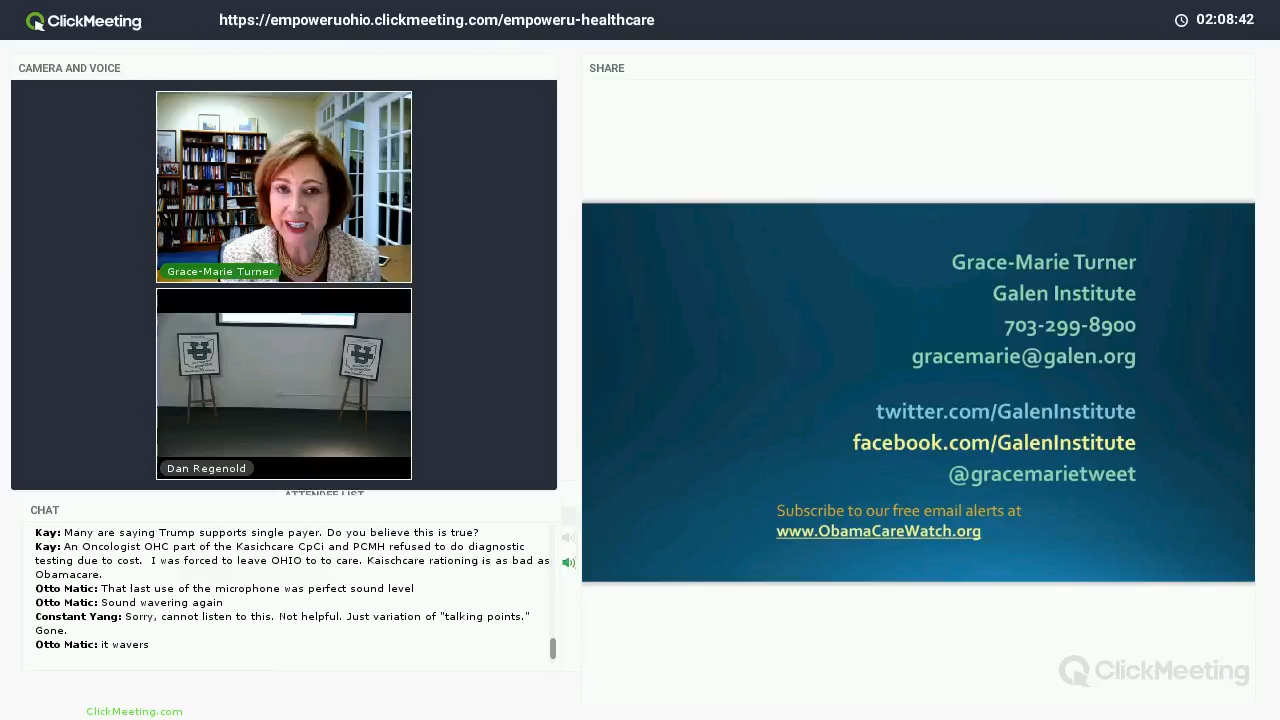 ClickMeeting
https://empoweruohio.clickmeeting.com/empoweru-healthcare
02:08:42
CAMERA AND VOICE
Grace-Marie Turner
Dan Regenold
CHAT
Kay: Many are saying Trump supports single payer. Do you believe this is true?
Kay: An Oncologist OHC part of the Kasichcare CpCi and PCMH refused to do diagnostic
testing due to cost. I was forced to leave OHIO to to care. Kaischcare rationing is as bad as
Obamacare.
Otto Matic: That last use of the microphone was perfect sound level
Otto Matic: Sound wavering again
Constant Yang: Sorry, cannot listen to this. Not helpful. Just variation of "talking points."
Gone.
Otto Matic: it wavers
ClickMeeting.com
SHARE
Grace-Marie Turner
Galen Institute
703-299-8900
gracemarie@galen.org
twitter.com/GalenInstitute
facebook.com/GalenInstitute
@gracemarietweet
Subscribe to our free email alerts at
www.ObamaCareWatch.org
ClickMeeting